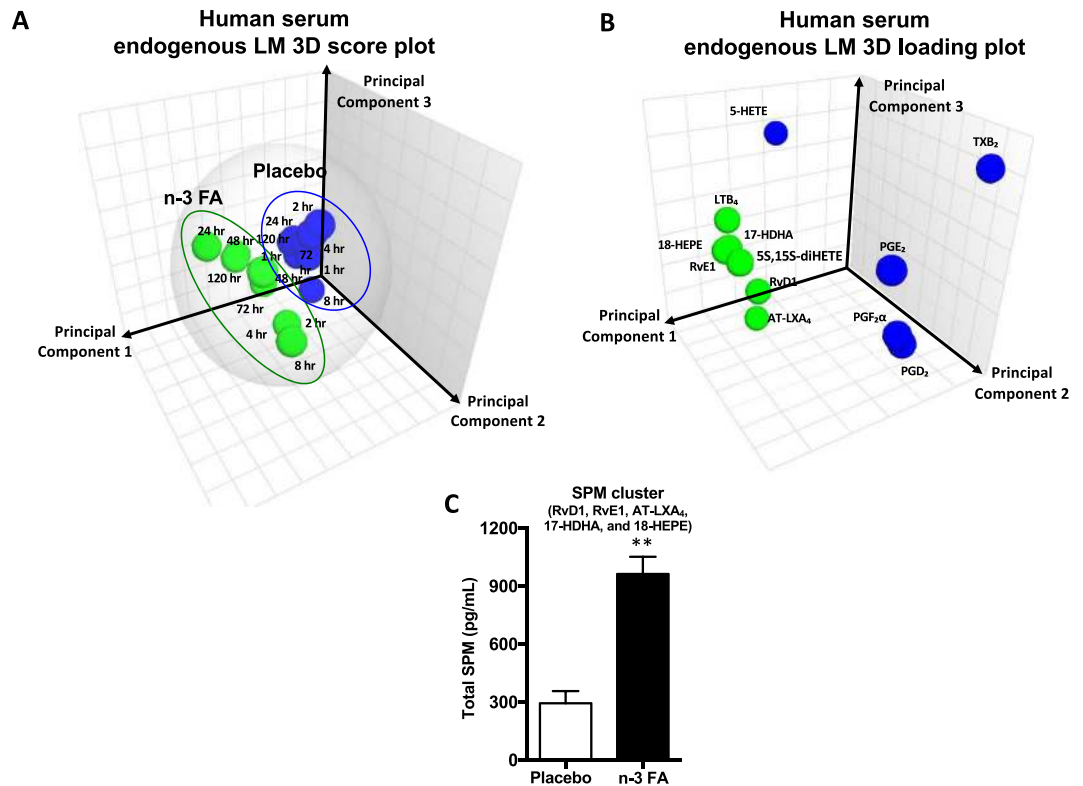 A
Human serum
endogenous LM 3D score plot
Principal
Component 3
Placebo
n-3 FA
2 hr
24 hr
24 hr
48 hr
120 hr
4 hr
1 hr
72
hr
1 hr
120 hr
48 hr
8 hr
72 hr
2 hr
4 hr
8 hr
Principal
Component 1
Principal
Component 2
B
Human serum
endogenous LM 3D loading plot
Principal
Component 3
5-HETE
TXB₂
LTB₄
17-HDHA
18-HEPE
5S,15S-diHETE
RvE1
PGE₂
RvD1
AT-LXA₄
PGF₂α
PGD₂
Principal
Component 1
Principal
Component 2
C
SPM cluster
(RvD1, RvE1, AT-LXA₄,
17-HDHA, and 18-HEPE)
**
Total SPM (pg/mL)
1200
900
600
300
0
Placebo
n-3 FA